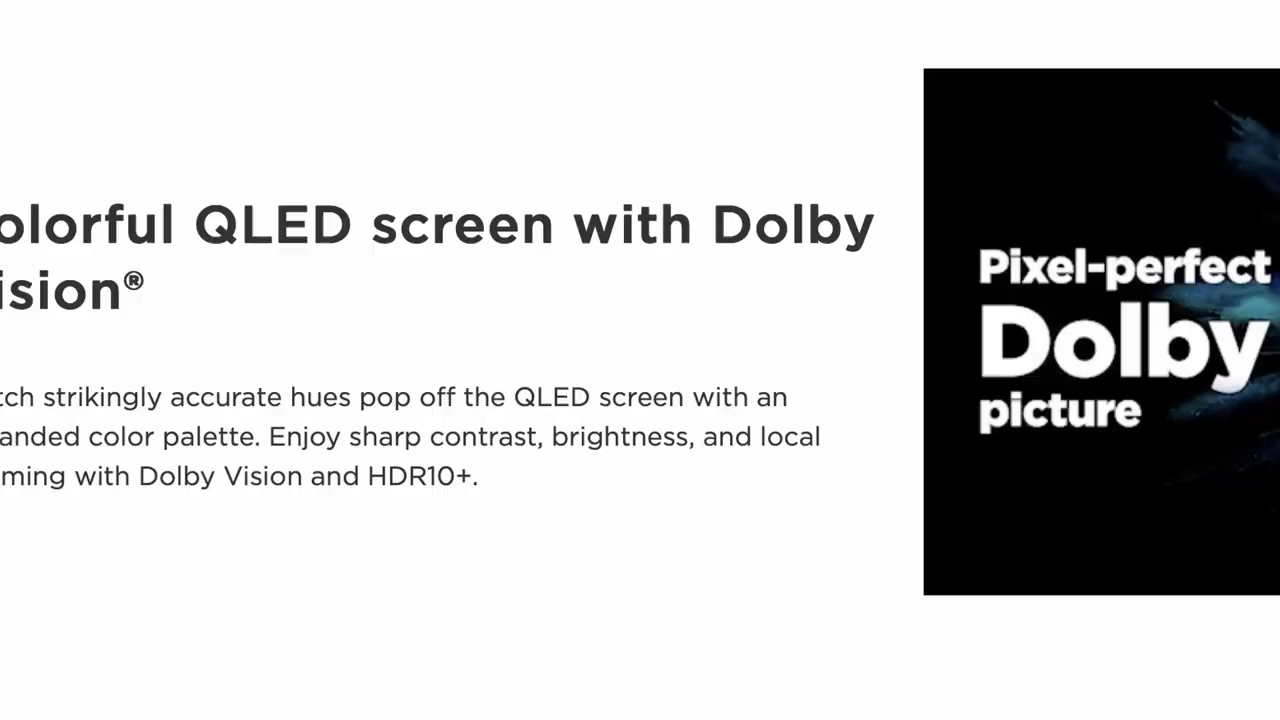 olorful QLED screen with Dolby
ision®
tch strikingly accurate hues pop off the QLED screen with an
anded color palette. Enjoy sharp contrast, brightness, and local
ming with Dolby Vision and HDR10+.
Pixel-perfect
Dolby
picture